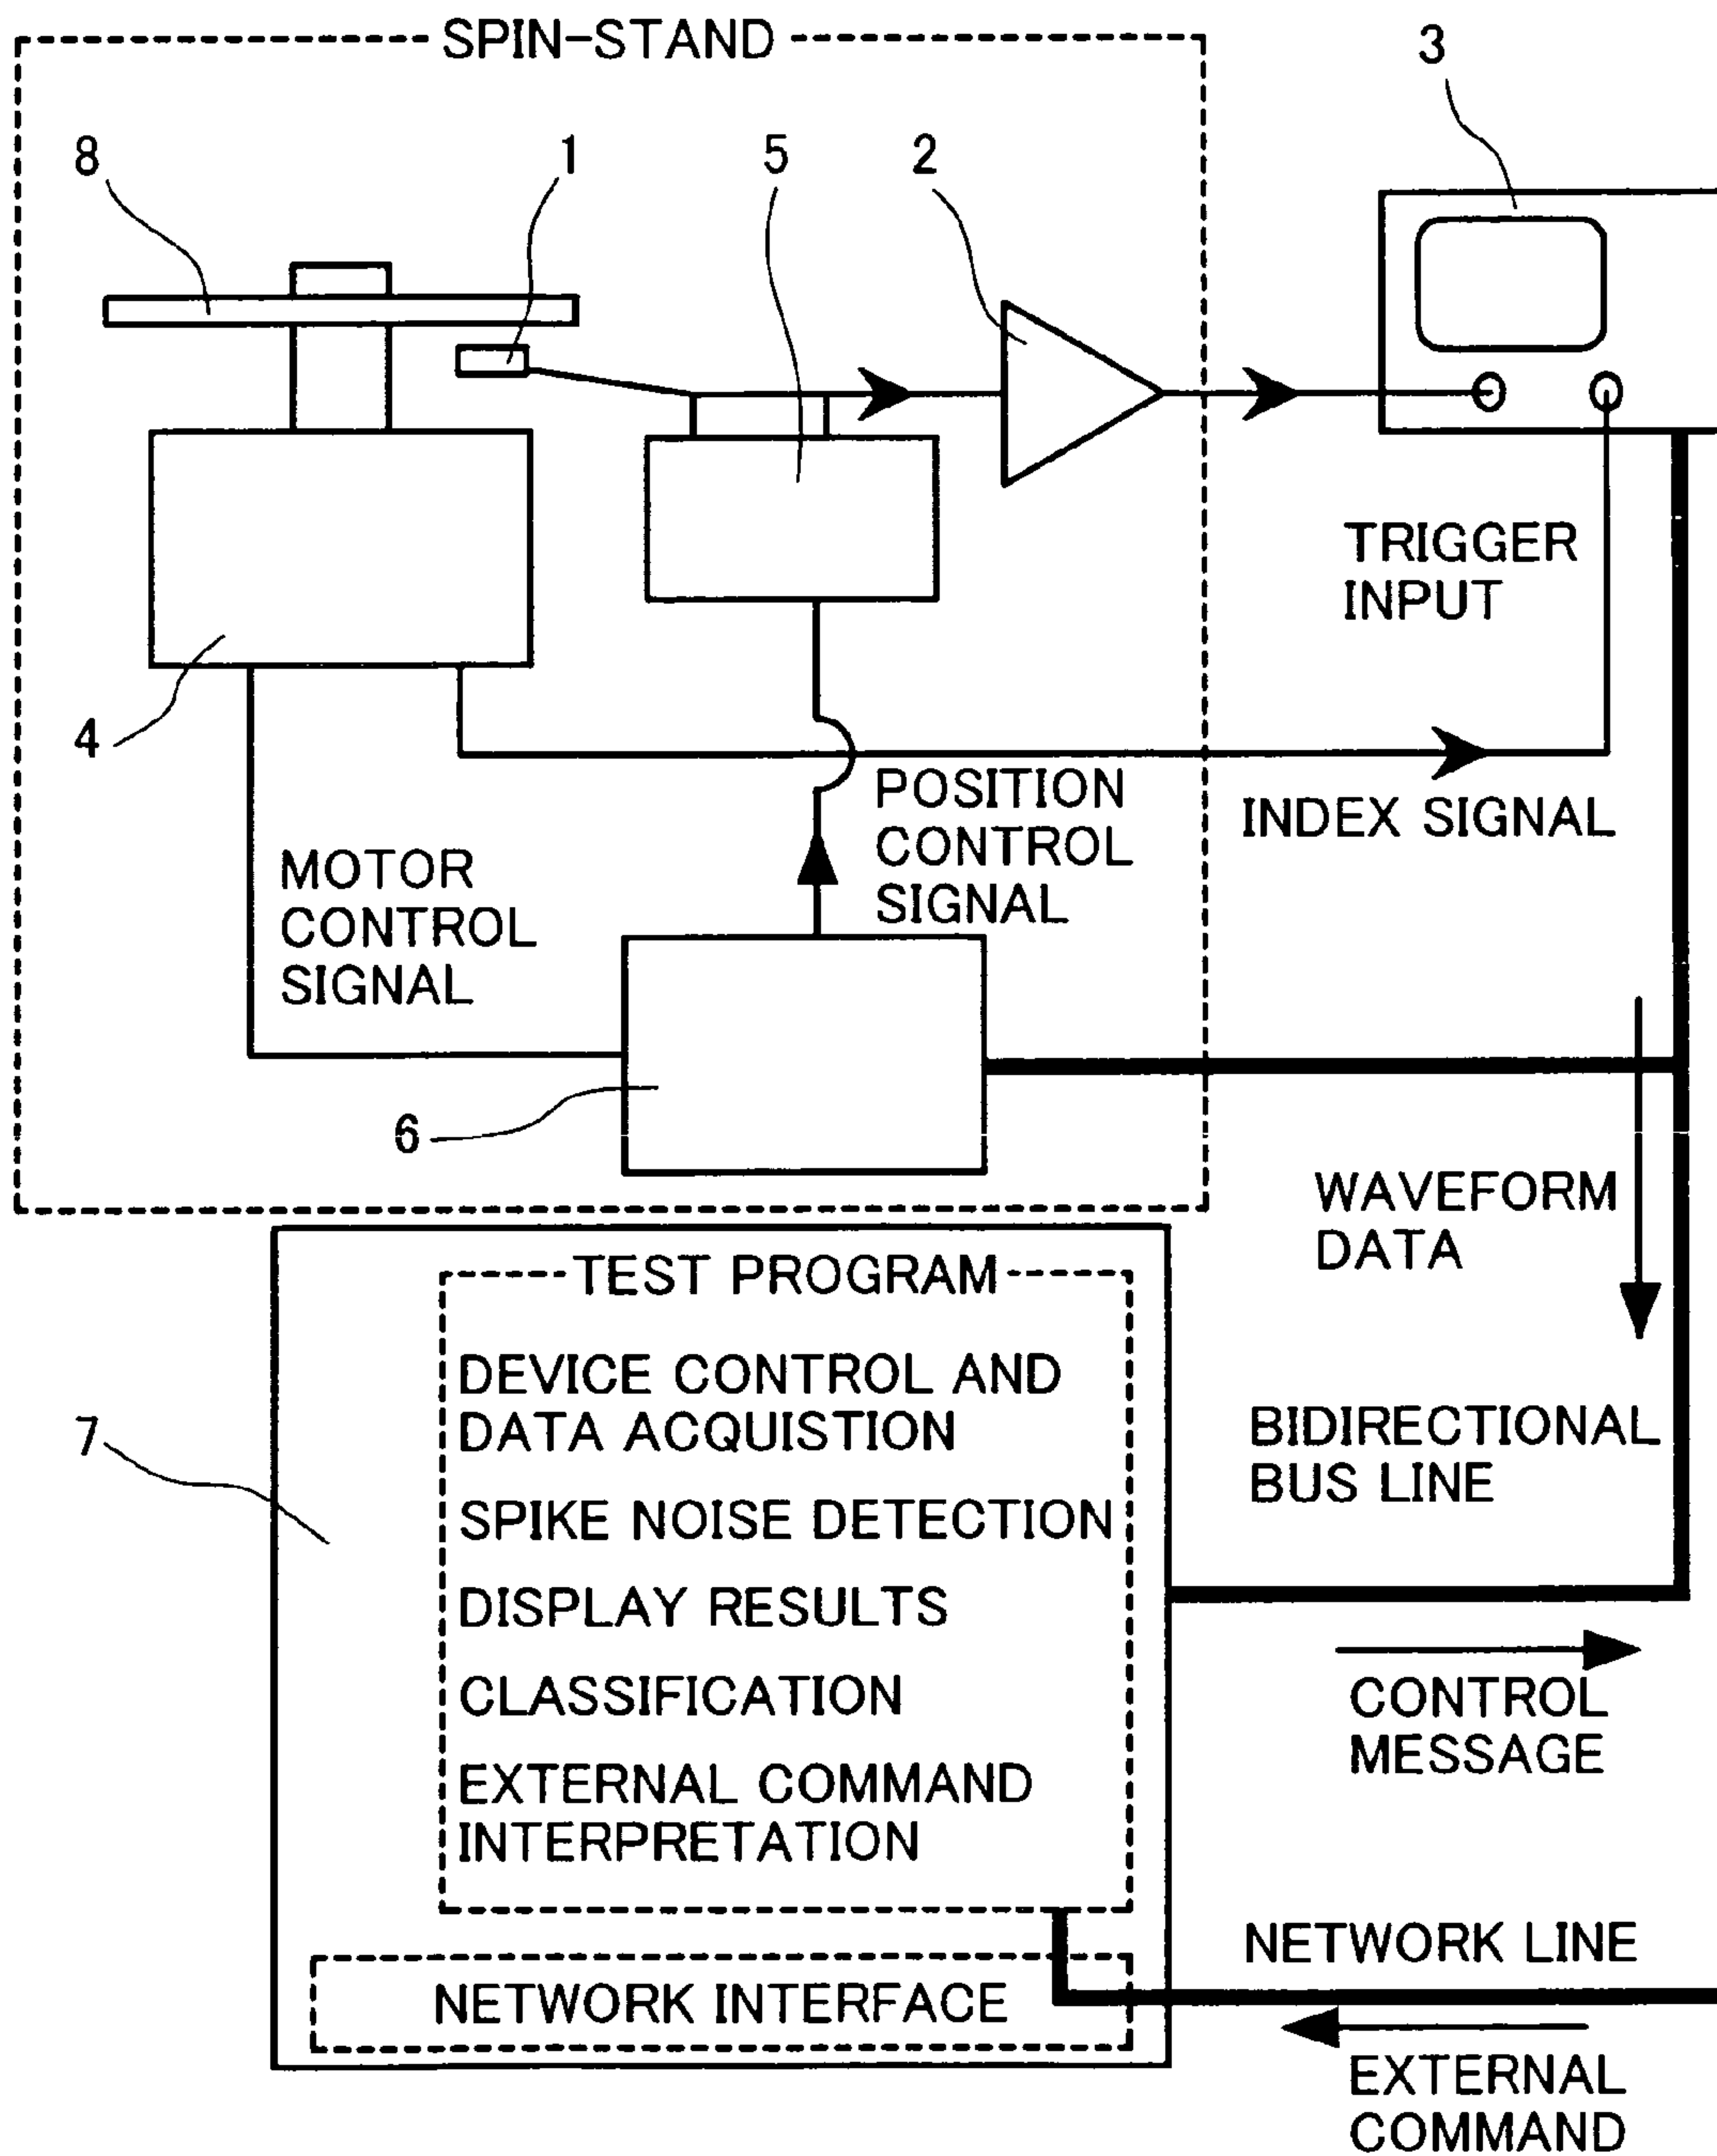 SPIN-STAND
3
8
1
5
2
TRIGGER
INPUT
4
POSITION
CONTROL
SIGNAL
INDEX SIGNAL
MOTOR
CONTROL
SIGNAL
6
WAVEFORM
DATA
TEST PROGRAM
DEVICE CONTROL AND
DATA ACQUISTION
7
BIDIRECTIONAL
BUS LINE
SPIKE NOISE DETECTION
DISPLAY RESULTS
CLASSIFICATION
CONTROL
MESSAGE
EXTERNAL COMMAND
INTERPRETATION
NETWORK LINE
NETWORK INTERFACE
EXTERNAL
COMMAND